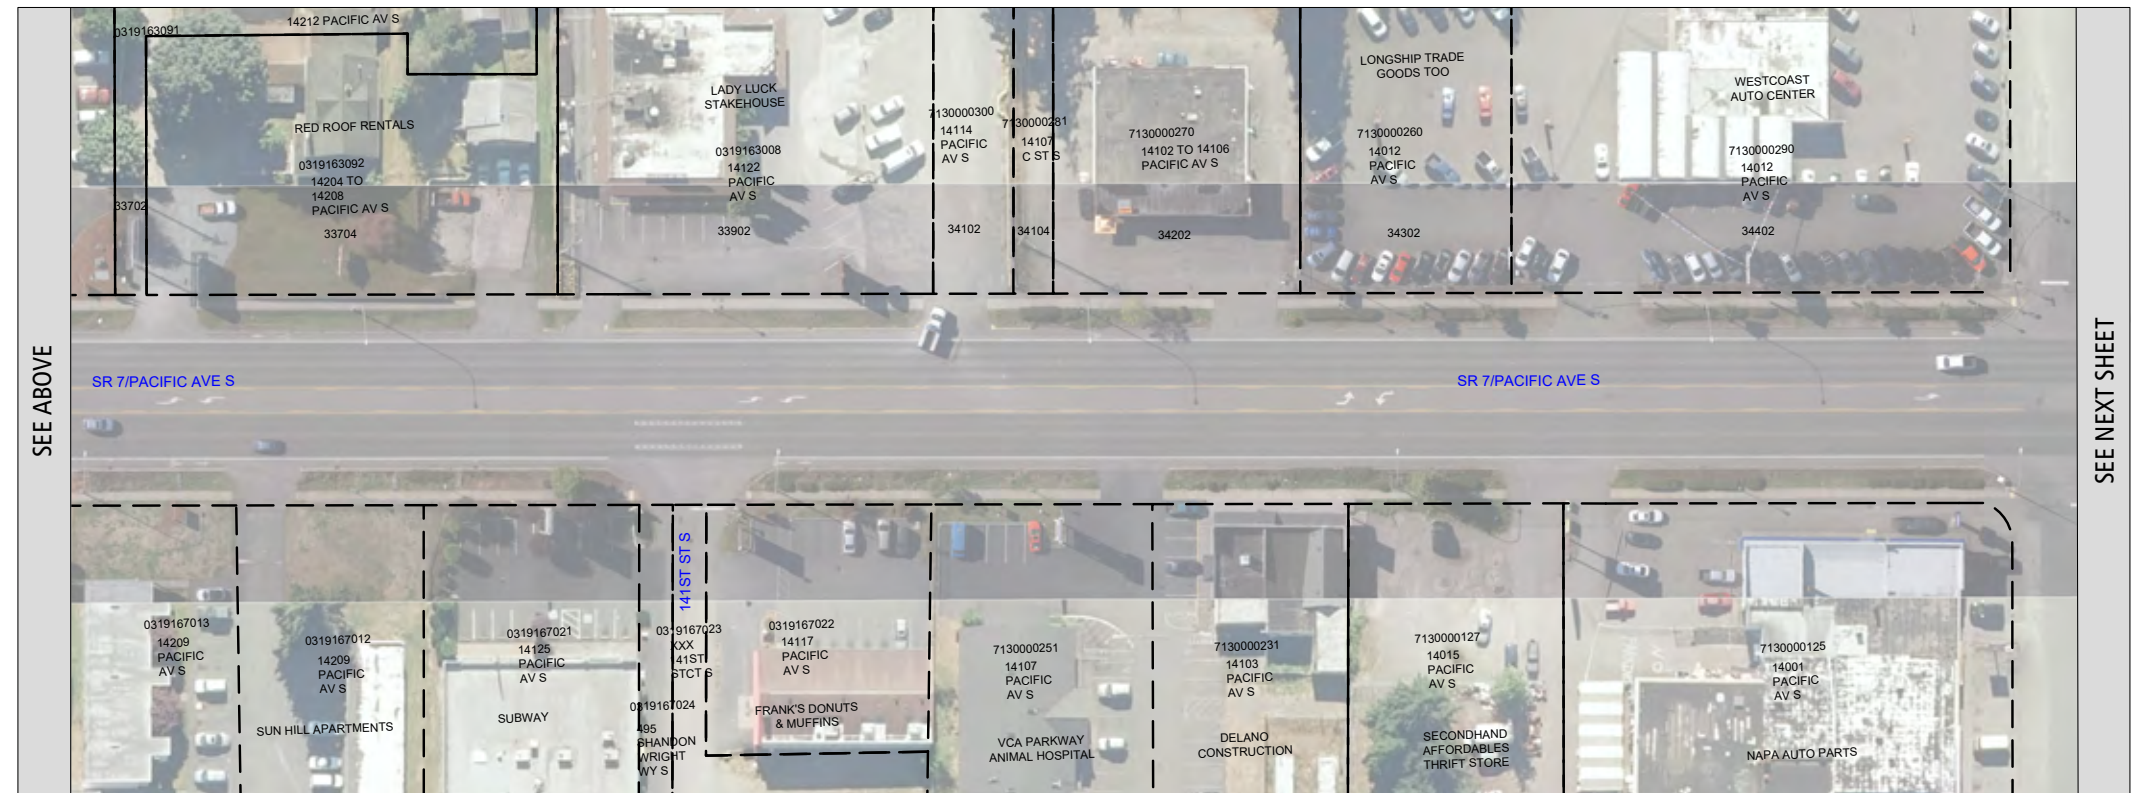 SEE ABOVE
0319163091
14212 PACIFIC AV S
RED ROOF RENTALS
0319163092
14204 TO
14208
PACIFIC AV S
33702
33704
LADY LUCK
STAKEHOUSE
0319163008
14122
PACIFIC
AV S
33902
7130000300
14114
PACIFIC
AV S
34102
7130000281
14107
C ST S
34104
7130000270
14102 TO 14106
PACIFIC AV S
34202
LONGSHIP TRADE
GOODS TOO
7130000260
14012
PACIFIC
AV S
34302
WESTCOAST
AUTO CENTER
7130000290
14012
PACIFIC
AV S
34402
SR 7/PACIFIC AVE S
SR 7/PACIFIC AVE S
SEE NEXT SHEET
0319167013
14209
PACIFIC
AV S
0319167012
14209
PACIFIC
AV S
SUN HILL APARTMENTS
0319167021
14125
PACIFIC
AV S
SUBWAY
141ST ST S
0319167023
XXX
141ST
STCT S
0319167024
495
SHANDON
WRIGHT
WY S
0319167022
14117
PACIFIC
AV S
FRANK'S DONUTS
& MUFFINS
7130000251
14107
PACIFIC
AV S
VCA PARKWAY
ANIMAL HOSPITAL
7130000231
14103
PACIFIC
AV S
DELANO
CONSTRUCTION
7130000127
14015
PACIFIC
AV S
SECONDHAND
AFFORDABLES
THRIFT STORE
7130000125
14001
PACIFIC
AV S
NAPA AUTO PARTS